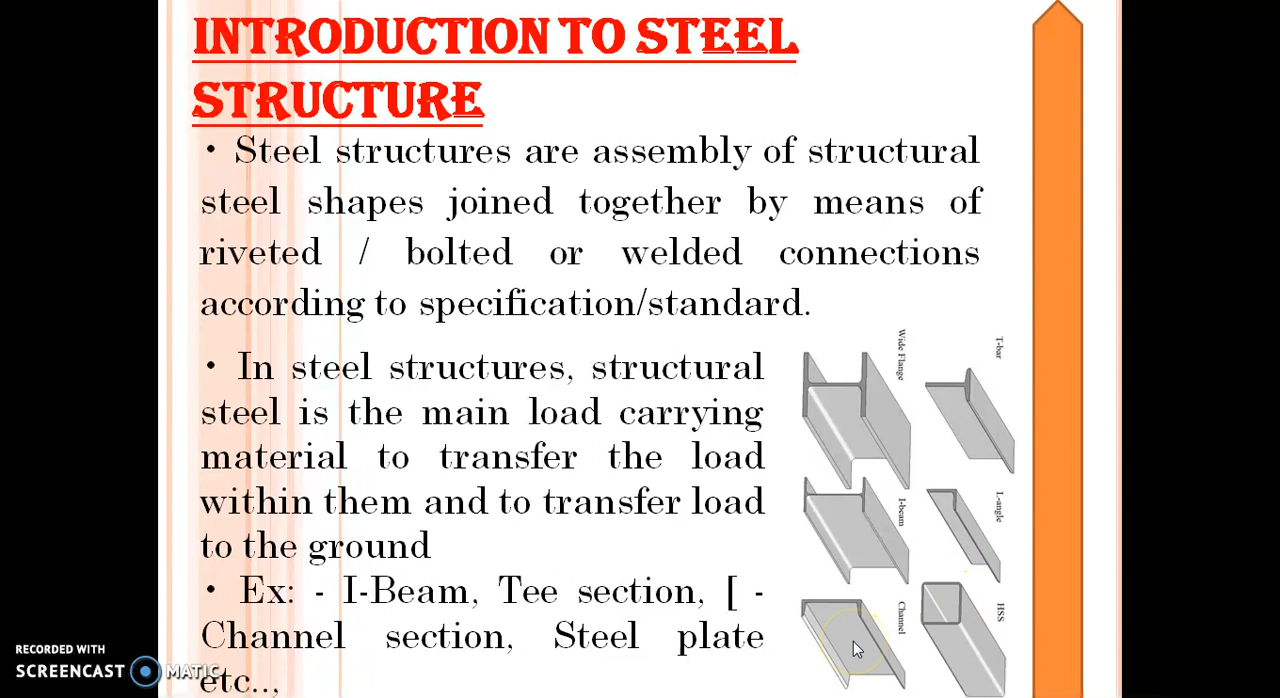 INTRODUCTION TO STEEL
STRUCTURE
• Steel structures are assembly of structural
steel shapes joined together by means of
riveted / bolted or welded connections
according to specification/standard.
• In steel structures, structural
steel is the main load carrying
material to transfer the load
within them and to transfer load
to the ground
• Ex: - I-Beam, Tee section, [ -
Channel section, Steel plate
etc..,
Wide Flange
T-bar
I-beam
L-angle
Channel
HSS
RECORDED WITH
SCREENCAST MATIC